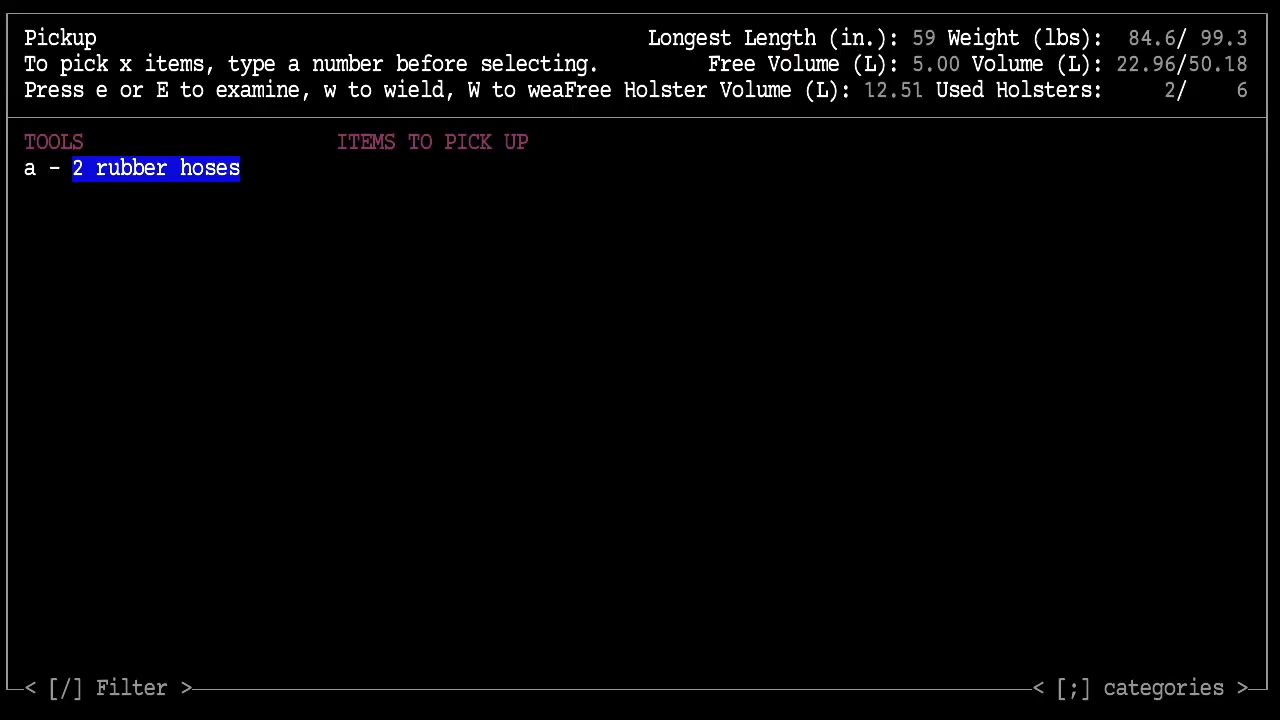 Pickup Longest Length (in.): 59 Weight (lbs): 84.6/ 99.3
To pick x items, type a number before selecting. Free Volume (L): 5.00 Volume (L): 22.96/50.18
Press e or E to examine, w to wield, W to weaFree Holster Volume (L): 12.51 Used Holsters: 2/ 6
TOOLS ITEMS TO PICK UP
a - 2 rubber hoses
< [/] Filter > < [;] categories >